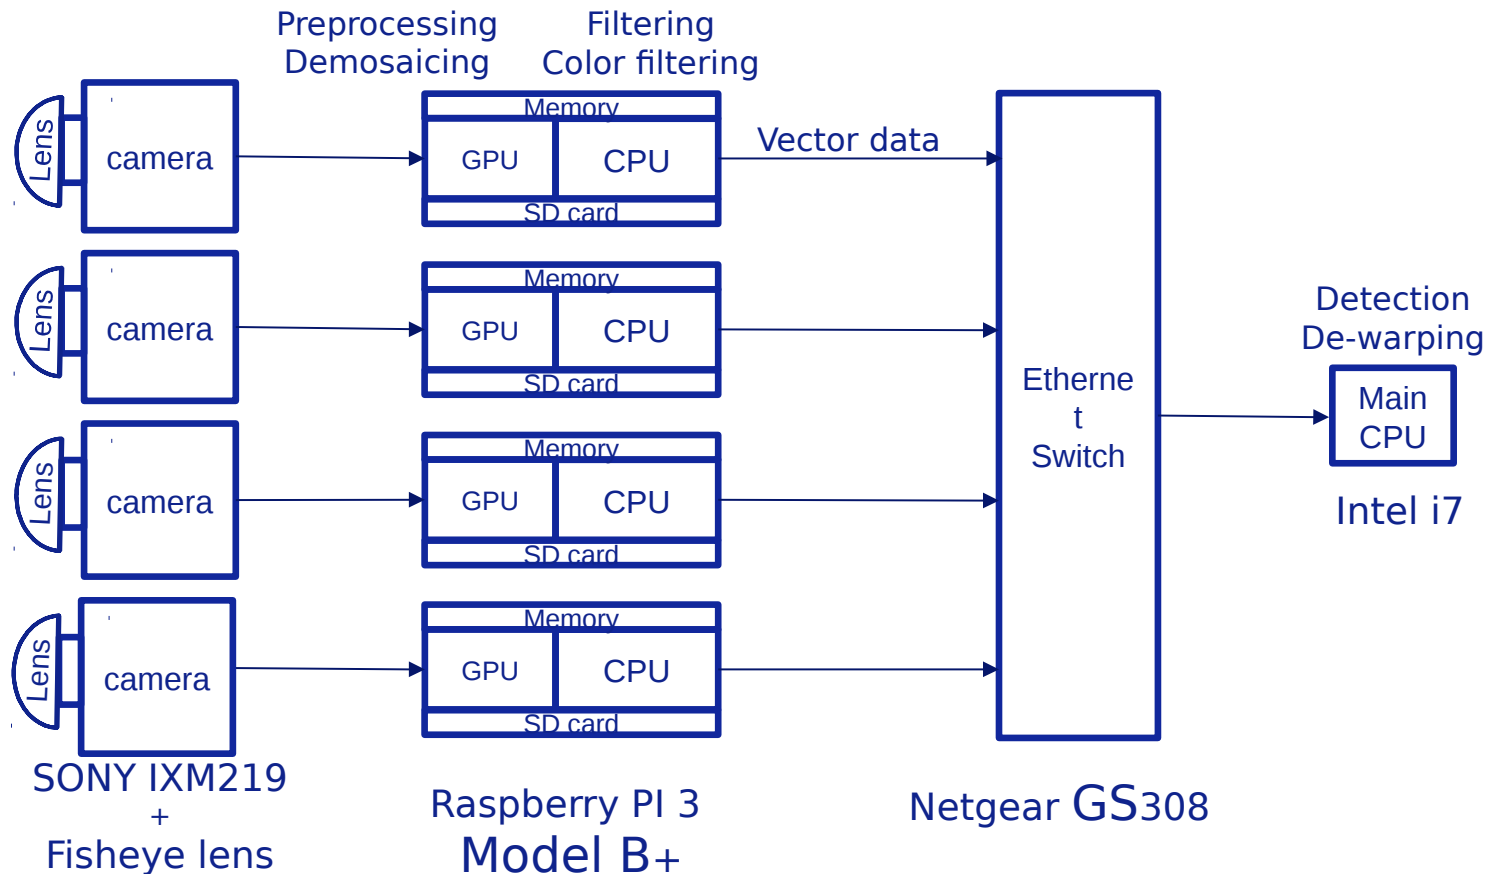 Preprocessing
Demosaicing
Filtering
Color filtering
Lens
camera
Memory
GPU
CPU
SD card
Vector data
Lens
camera
Memory
GPU
CPU
SD card
Lens
camera
Memory
GPU
CPU
SD card
Lens
camera
Memory
GPU
CPU
SD card
Etherne
t
Switch
Detection
De-warping
Main
CPU
Intel i7
SONY IXM219
+
Fisheye lens
Raspberry PI 3
Model B+
Netgear GS308